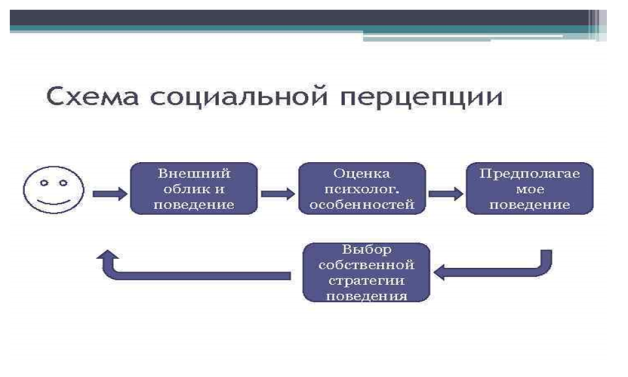 Схема социальной перцепции
Внешний
облик и
поведение
Оценка
психолог.
особенностей
Предполагае
мое
поведение
Выбор
собственной
стратегии
поведения